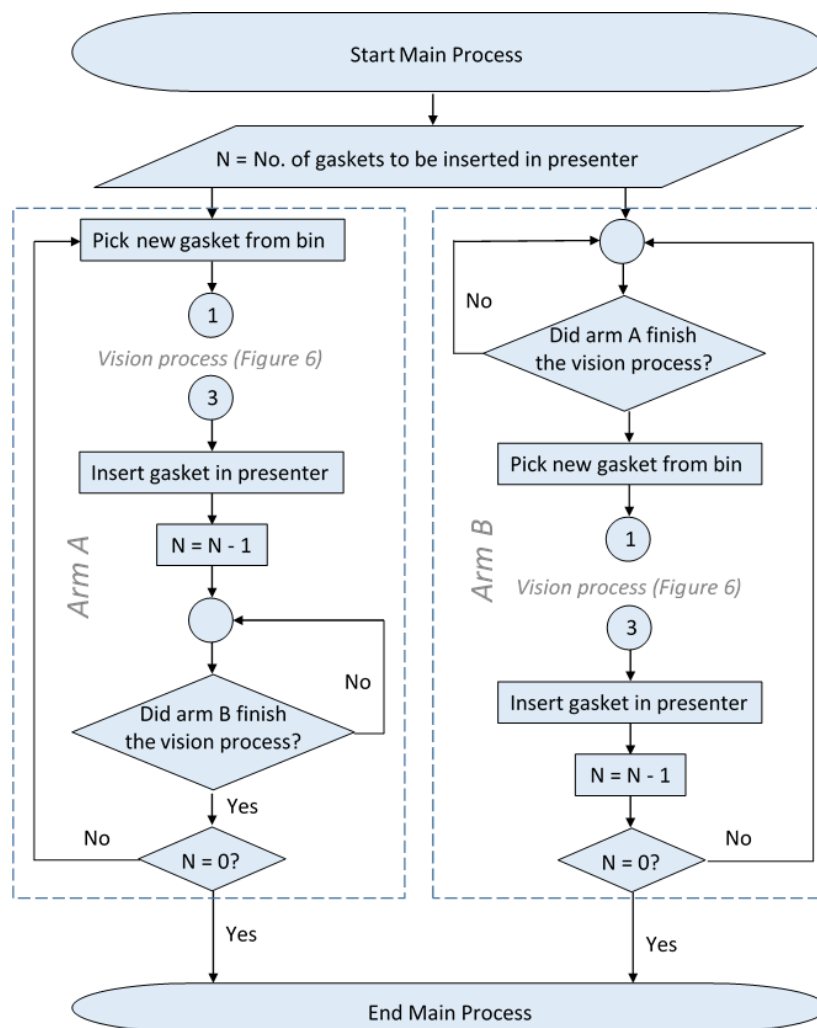 Start Main Process
N = No. of gaskets to be inserted in presenter
Pick new gasket from bin
1
Vision process (Figure 6)
3
Insert gasket in presenter
N = N - 1
Arm A
No
Did arm B finish
the vision process?
Yes
No
N = 0?
Yes
No
Did arm A finish
the vision process?
Pick new gasket from bin
1
Arm B
Vision process (Figure 6)
3
Insert gasket in presenter
N = N - 1
No
N = 0?
Yes
End Main Process